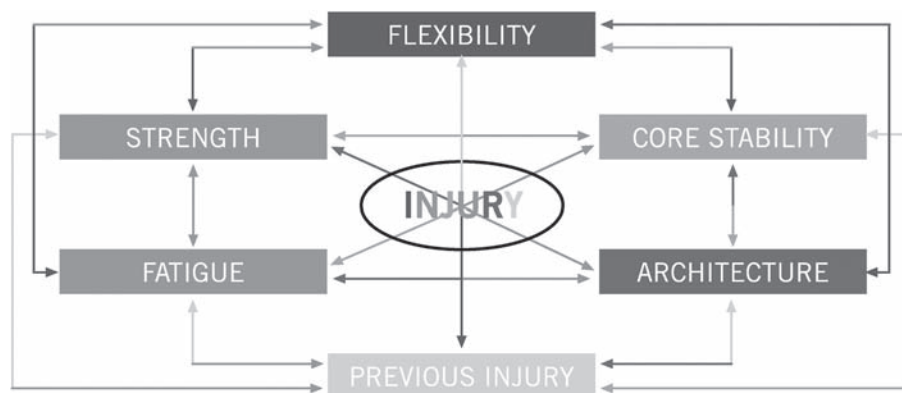 FLEXIBILITY
STRENGTH
CORE STABILITY
INJURY
FATIGUE
ARCHITECTURE
PREVIOUS INJURY